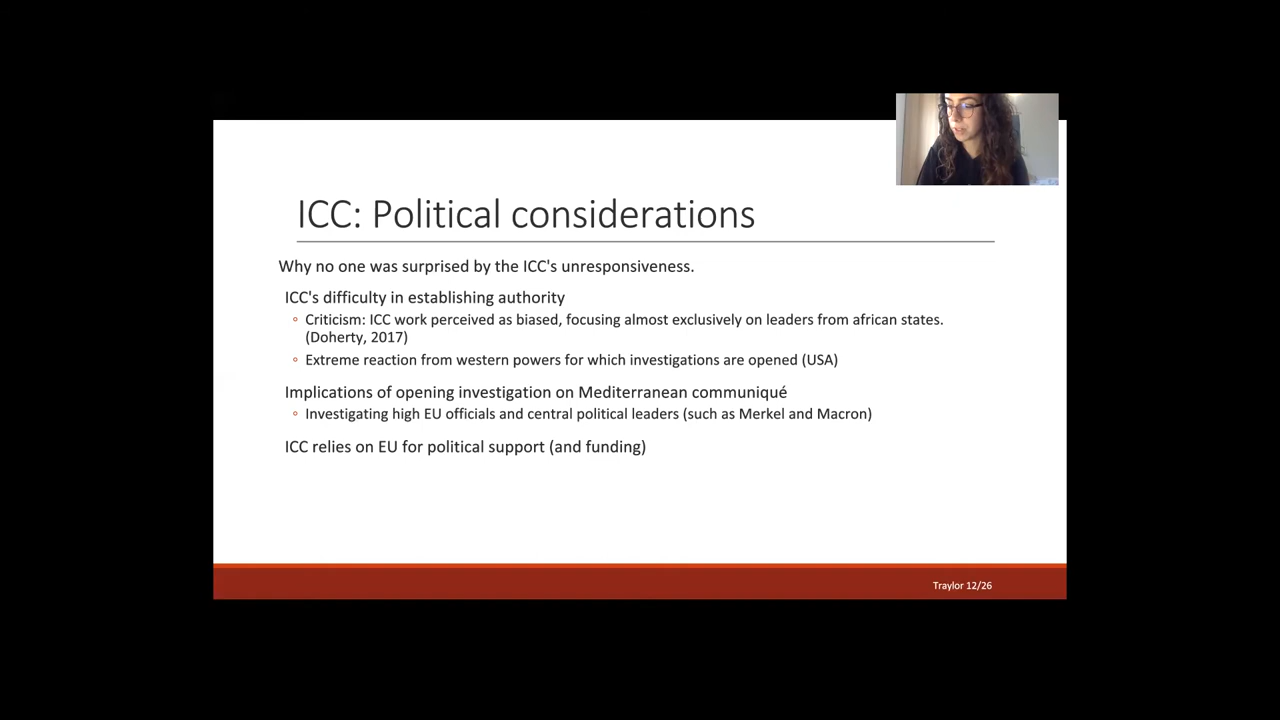 ICC: Political considerations
Why no one was surprised by the ICC's unresponsiveness.
ICC's difficulty in establishing authority
◦ Criticism: ICC work perceived as biased, focusing almost exclusively on leaders from african states.
(Doherty, 2017)
◦ Extreme reaction from western powers for which investigations are opened (USA)
Implications of opening investigation on Mediterranean communiqué
◦ Investigating high EU officials and central political leaders (such as Merkel and Macron)
ICC relies on EU for political support (and funding)
Traylor 12/26